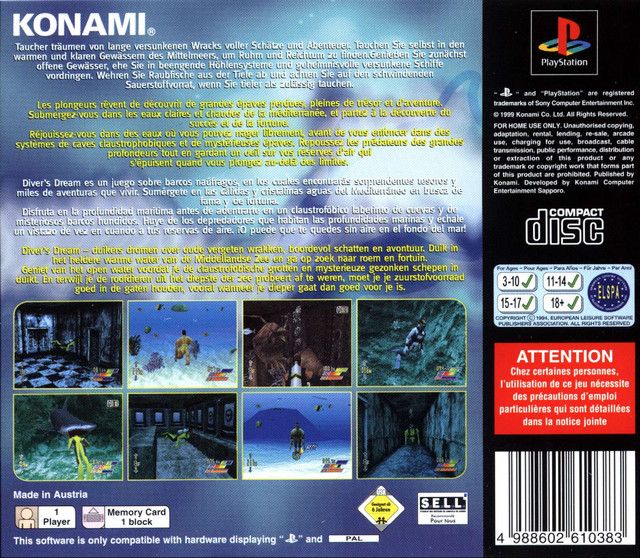 KONAMI®
Taucher träumen von lange versunkenen Wracks voller Schätze und Abenteuer. Tauchen Sie selbst in den
warmen und klaren Gewässern des Mittelmeers, um Ruhm und Reichtum zu finden.Genießen Sie zunächst
offene Gewässer, ehe Sie in beengende Höhlensysteme und geheimnisvolle versunkene Schiffe
vordringen. Wehren Sie Raubfische aus der Tiefe ab und achten Sie auf den schwindenden
Sauerstoffvorrat, wenn Sie tiefer als zulässig tauchen.
Les plongeurs rêvent de découvrir de grandes épaves perdues, pleines de trésor et d'aventure.
Submergez-vous dans les eaux claires et chaudes de la méditerranée, et partez à la découverte du
succès et de la fortune.
Réjouissez-vous dans des eaux où vous pouvez nager librement, avant de vous enfoncer dans des
systèmes de caves claustrophobiques et de mystérieuses épaves. Repoussez les prédateurs des grandes
profondeurs tout en gardant un oeil sur vos réserves d'air qui
s'épuisent quand vous plongez au-delà des limites.
Diver's Dream es un juego sobre barcos naúfragos, en los cuales encontrarás sorprendentes tesoros y
miles de aventuras que vivir. Sumérgete en las cálidas y cristalinas aguas del Mediterráneo en busca de
fama y de fortuna.
Disfruta en la profundidad marítima antes de adentrarte en un claustrofóbico laberinto de cuevas y de
misteriosos barcos hundidos. Huye de los depredadores que habitan las profundidades marinas y échale
un vistazo de vez en cuando a tus reservas de aire. ¡O puede que te quedes sin aire en el fondo del mar!
Diver's Dream – duikers dromen over oude vergeten wrakken, boordevol schatten en avontuur. Duik in
het heldere warme water van de Middellandse zee en ga op zoek naar roem en fortuin.
Geniet van het open water voordat je de claustrofobische grotten en mysterieuze gezonken schepen in
duikt. En terwijl je de roofdieren uit het diepste der zee probeert af te weren, moet je je zuurstofvoorraad
goed in de gaten houden, vooral wanneer je dieper gaat dan goed voor je is.
Made in Austria
1
Player
Memory Card
1 block
This software is only compatible with hardware displaying " " and PAL
Geeignet ab
6 Jahren
SELL
Recommandé
Pour tous
PlayStation
" " and "PlayStation" are registered
trademarks of Sony Computer Entertainment Inc.
© 1999 Konami Co. Ltd. All Rights Reserved.
FOR HOME USE ONLY. Unauthorised copying,
adaptation, rental, lending, re-sale, arcade
use, charging for use, broadcast, cable
transmission, public performance, distribution
or extraction of this product or any
trademark or copyright work that forms part
of this product are prohibited. Published by
Konami. Developed by Konami Computer
Entertainment Sapporo.
COMPACT
disc
For Ages - Pour Ages - Para Años - Für Jahre - Per Anni
3-10 11-14
15-17 18+
ELSPA
COPYRIGHT © 1994, EUROPEAN LEISURE SOFTWARE
PUBLISHERS ASSOCIATION. ALL RIGHTS RESERVED
ATTENTION
Chez certaines personnes,
l'utilisation de ce jeu nécessite
des précautions d'emploi
particulières qui sont détaillées
dans la notice jointe
4 988602 610383